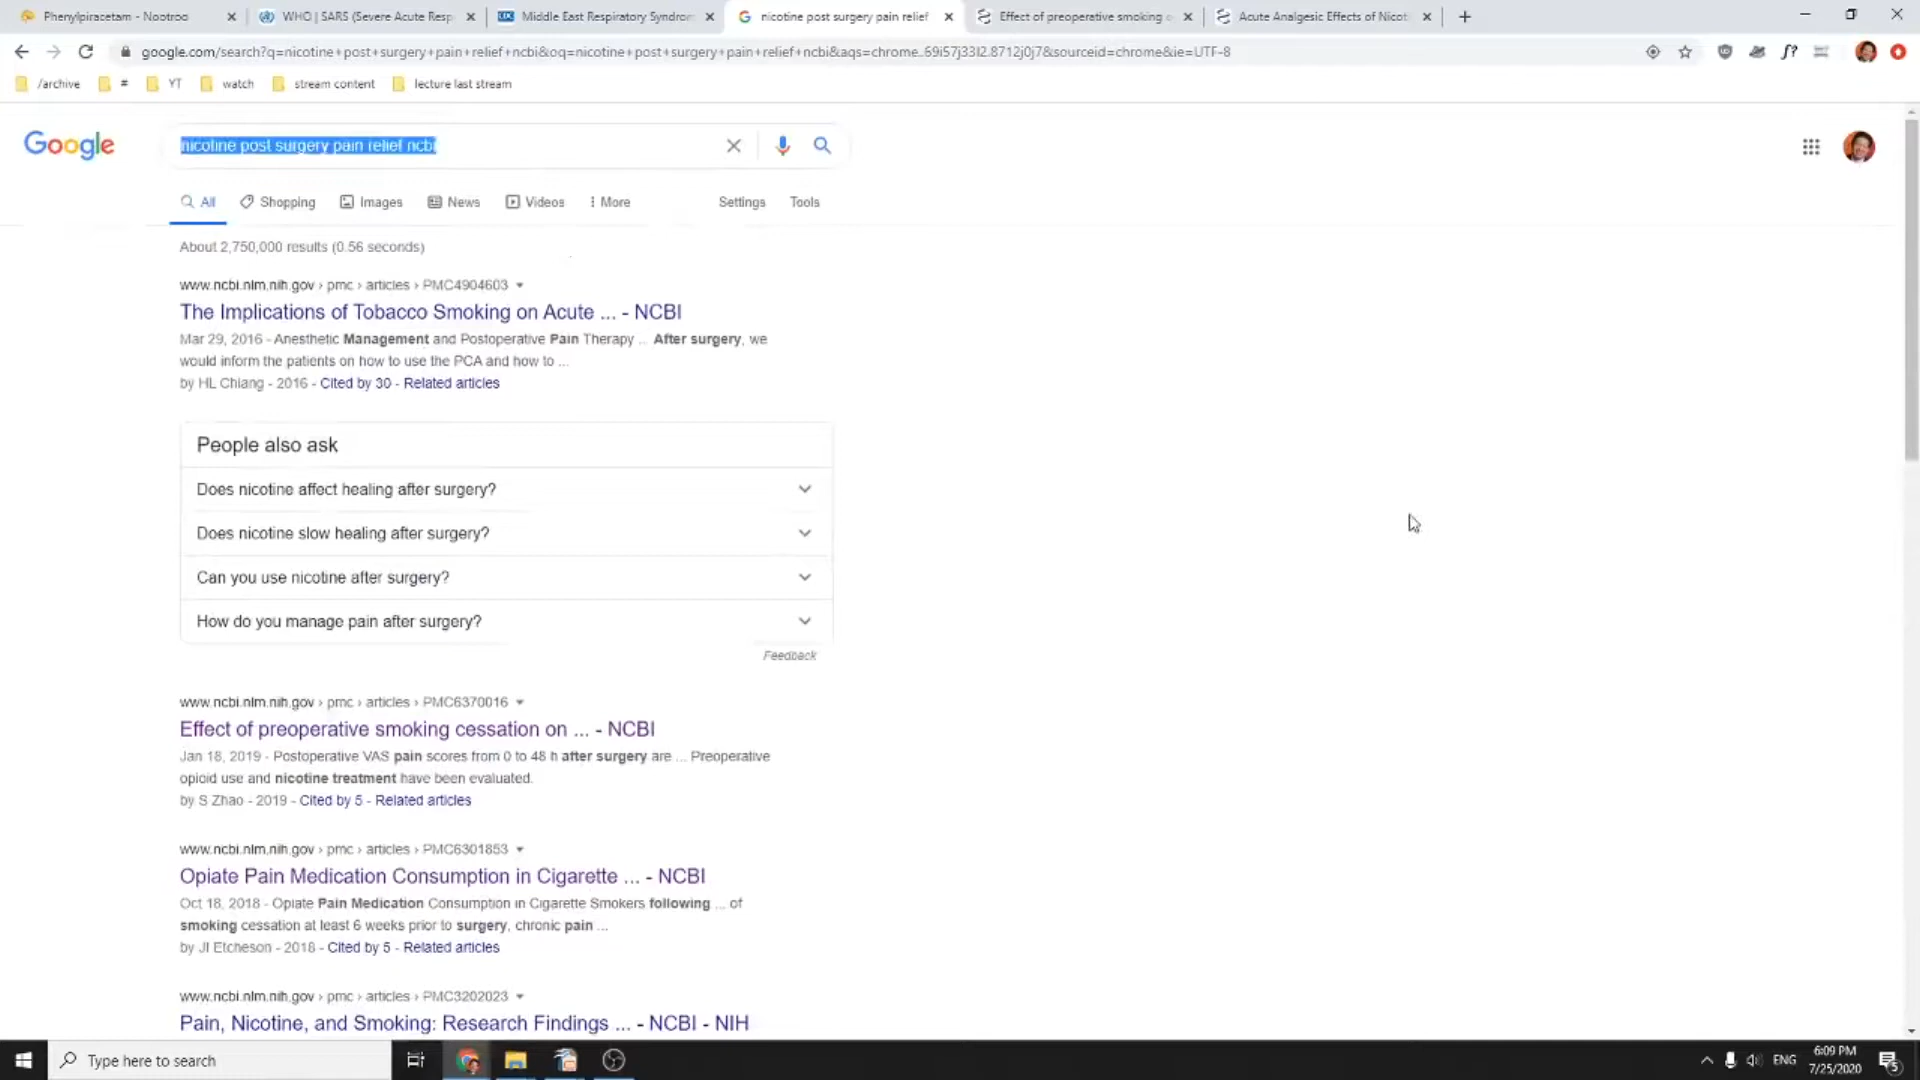 Phenylpiracetam - Nootroo
WHO | SARS (Severe Acute Resp
Middle East Respiratory Syndrom
nicotine post surgery pain relief
Effect of preoperative smoking c
Acute Analgesic Effects of Nicot
google.com/search?q=nicotine+post+surgery+pain+relief+ncbi&oq=nicotine+post+surgery+pain+relief+ncbi&aqs=chrome..69i57j33l2.8712j0j7&sourceid=chrome&ie=UTF-8
/archive
#
YT
watch
stream content
lecture last stream
Google
nicotine post surgery pain relief ncbi
All
Shopping
Images
News
Videos
More
Settings
Tools
About 2,750,000 results (0.56 seconds)
www.ncbi.nlm.nih.gov › pmc › articles › PMC4904603
The Implications of Tobacco Smoking on Acute ... - NCBI
Mar 29, 2016 - Anesthetic Management and Postoperative Pain Therapy ... After surgery, we
would inform the patients on how to use the PCA and how to ...
by HL Chiang - 2016 - Cited by 30 - Related articles
People also ask
Does nicotine affect healing after surgery?
Does nicotine slow healing after surgery?
Can you use nicotine after surgery?
How do you manage pain after surgery?
Feedback
www.ncbi.nlm.nih.gov › pmc › articles › PMC6370016
Effect of preoperative smoking cessation on ... - NCBI
Jan 18, 2019 - Postoperative VAS pain scores from 0 to 48 h after surgery are ... Preoperative
opioid use and nicotine treatment have been evaluated.
by S Zhao - 2019 - Cited by 5 - Related articles
www.ncbi.nlm.nih.gov › pmc › articles › PMC6301853
Opiate Pain Medication Consumption in Cigarette ... - NCBI
Oct 18, 2018 - Opiate Pain Medication Consumption in Cigarette Smokers following ... of
smoking cessation at least 6 weeks prior to surgery, chronic pain ...
by JI Etcheson - 2018 - Cited by 5 - Related articles
www.ncbi.nlm.nih.gov › pmc › articles › PMC3202023
Pain, Nicotine, and Smoking: Research Findings ... - NCBI - NIH
Type here to search
ENG
6:09 PM
7/25/2020
5